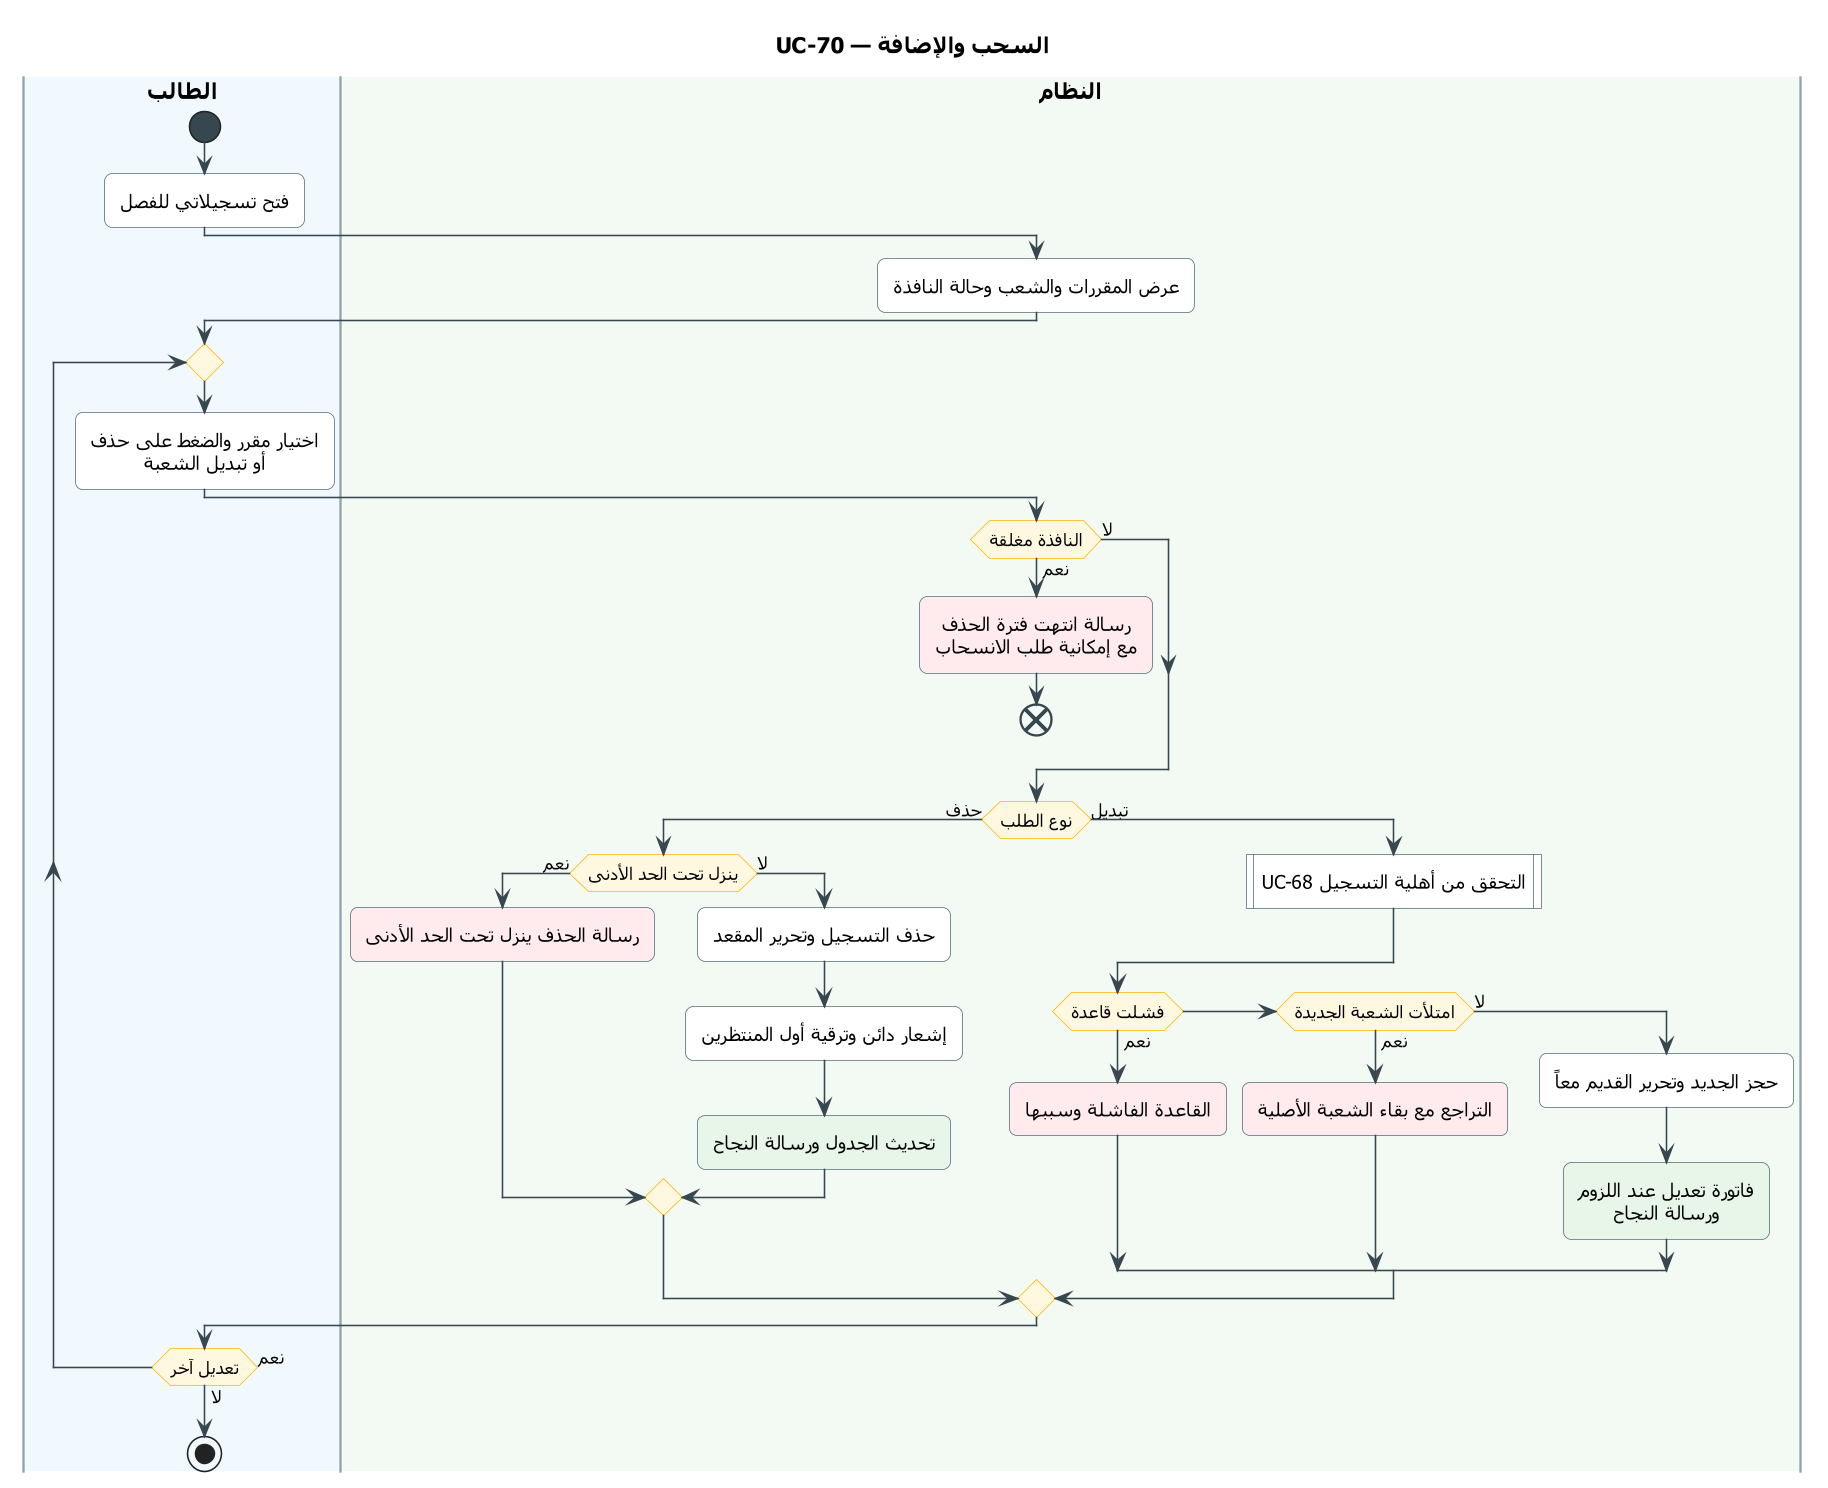 UC-70 — السحب والإضافة
الطالب
النظام
فتح تسجيلاتي للفصل
عرض المقررات والشعب وحالة النافذة
اختيار مقرر والضغط على حذف
أو تبديل الشعبة
النافذة مغلقة
لا
نعم
رسالة انتهت فترة الحذف
مع إمكانية طلب الانسحاب
نوع الطلب
حذف
تبديل
ينزل تحت الحد الأدنى
نعم
لا
التحقق من أهلية التسجيل UC-68
رسالة الحذف ينزل تحت الحد الأدنى
حذف التسجيل وتحرير المقعد
إشعار دائن وترقية أول المنتظرين
تحديث الجدول ورسالة النجاح
فشلت قاعدة
نعم
امتلأت الشعبة الجديدة
لا
نعم
القاعدة الفاشلة وسببها
التراجع مع بقاء الشعبة الأصلية
حجز الجديد وتحرير القديم معاً
فاتورة تعديل عند اللزوم
ورسالة النجاح
تعديل آخر
نعم
لا